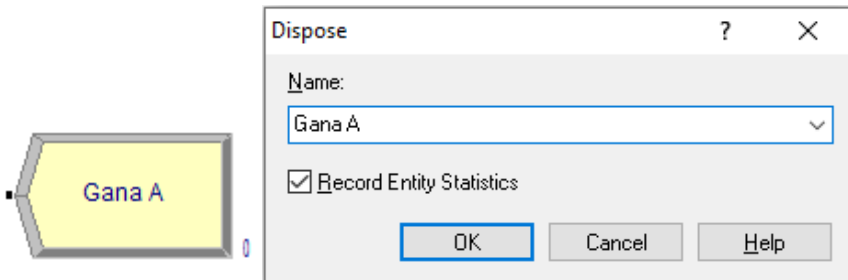 Dispose ?
Name:
Gana A
Record Entity Statistics
OK Cancel Help
Gana A
0